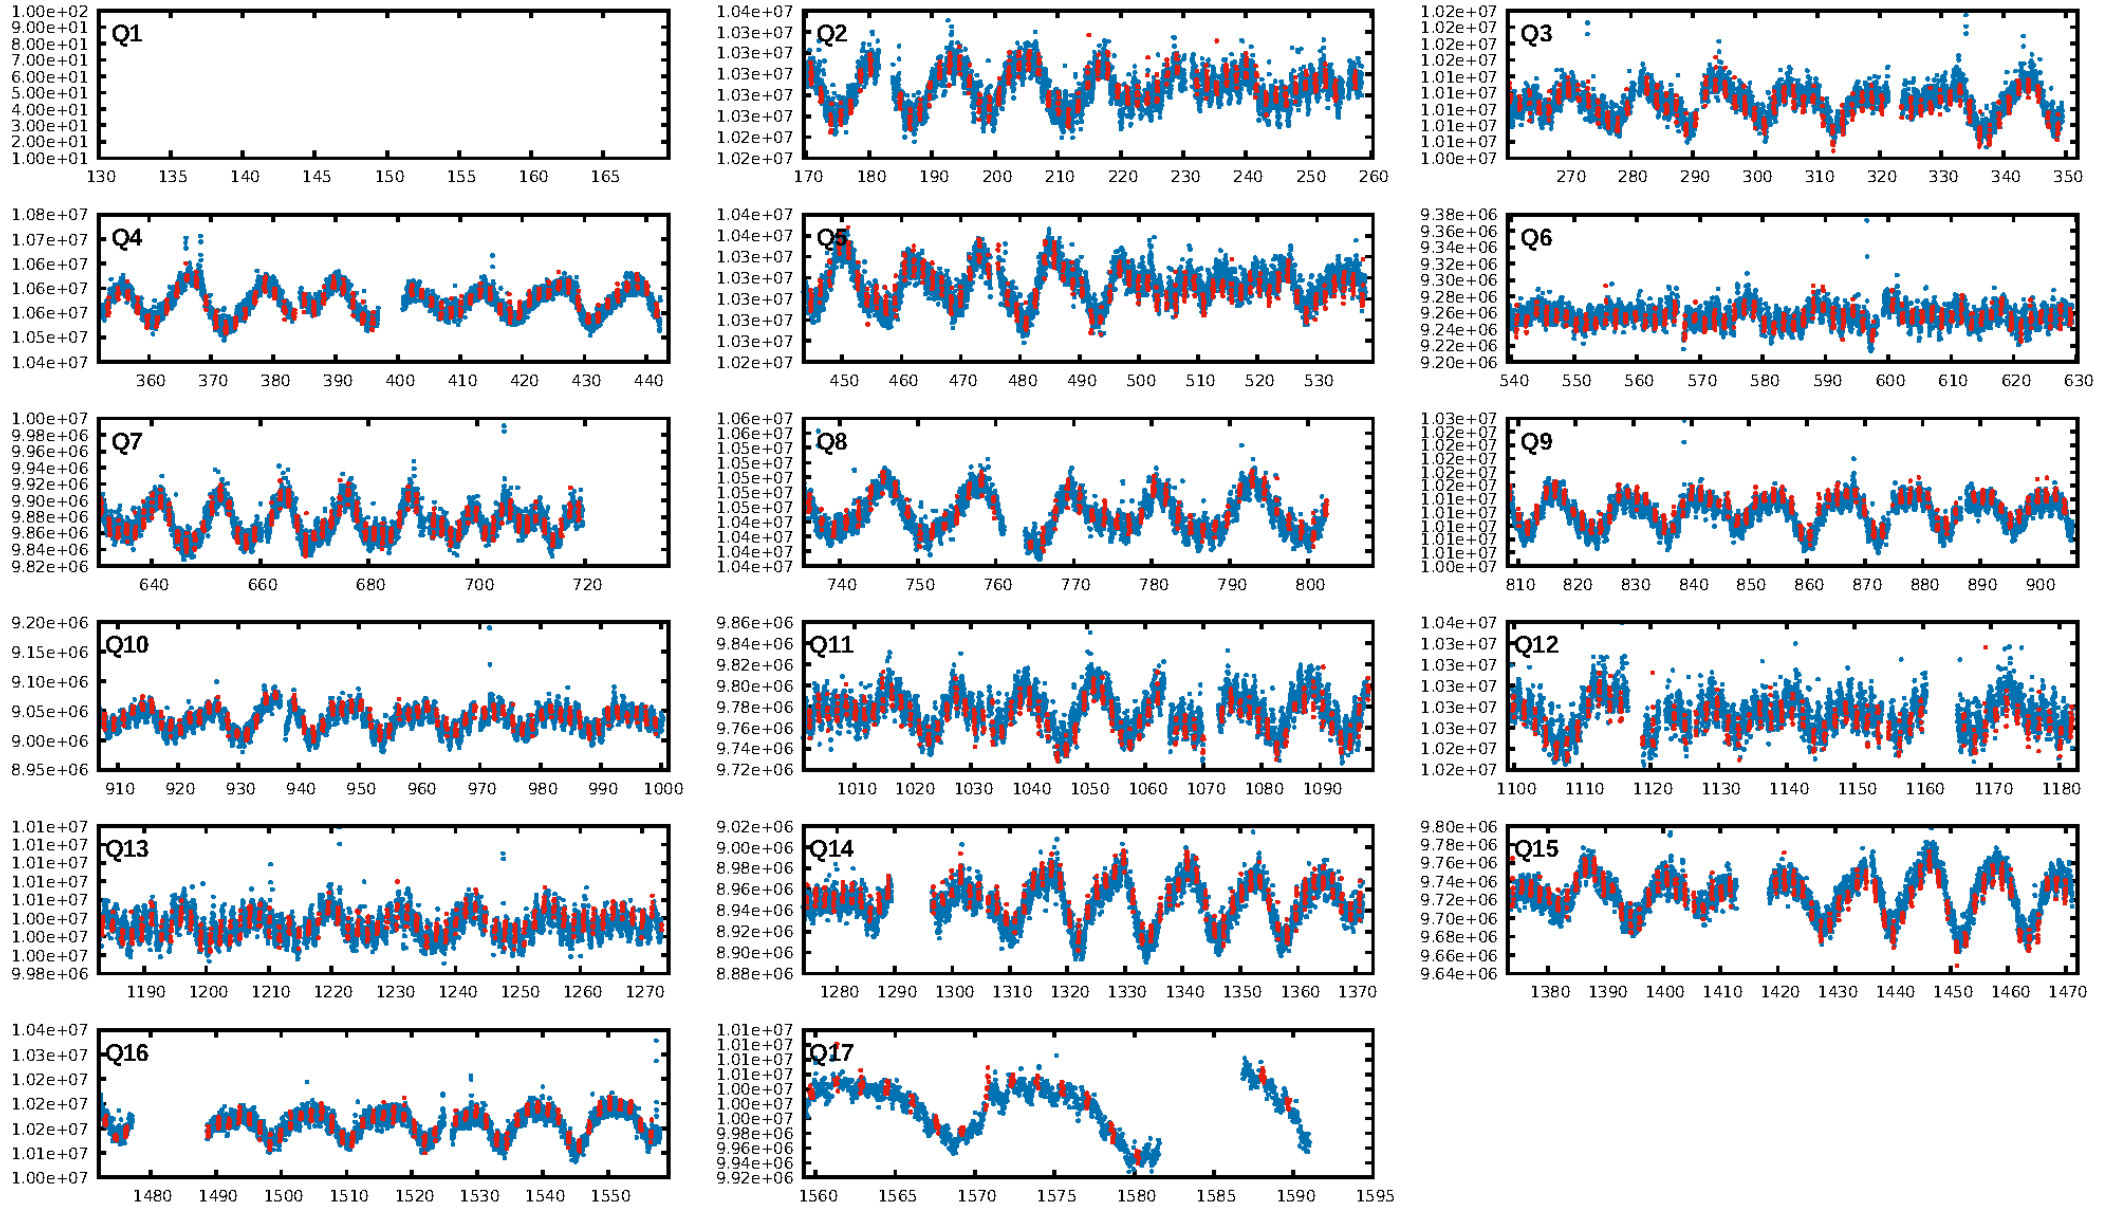 Q1
1.00e+02
9.00e+01
8.00e+01
7.00e+01
6.00e+01
5.00e+01
4.00e+01
3.00e+01
2.00e+01
1.00e+01
130 135 140 145 150 155 160 165
Q2
1.04e+07
1.03e+07
1.03e+07
1.03e+07
1.03e+07
1.03e+07
1.02e+07
1.02e+07
170 180 190 200 210 220 230 240 250 260
Q3
1.02e+07
1.02e+07
1.02e+07
1.02e+07
1.01e+07
1.01e+07
1.01e+07
1.01e+07
1.01e+07
1.00e+07
270 280 290 300 310 320 330 340 350
Q4
1.08e+07
1.07e+07
1.06e+07
1.06e+07
1.06e+07
1.05e+07
1.04e+07
360 370 380 390 400 410 420 430 440
Q5
1.04e+07
1.04e+07
1.03e+07
1.03e+07
1.03e+07
1.03e+07
1.03e+07
1.02e+07
450 460 470 480 490 500 510 520 530
Q6
9.38e+06
9.36e+06
9.34e+06
9.32e+06
9.30e+06
9.28e+06
9.26e+06
9.24e+06
9.22e+06
9.20e+06
540 550 560 570 580 590 600 610 620 630
Q7
1.00e+07
9.98e+06
9.96e+06
9.94e+06
9.92e+06
9.90e+06
9.88e+06
9.86e+06
9.84e+06
9.82e+06
640 660 680 700 720
Q8
1.06e+07
1.06e+07
1.05e+07
1.05e+07
1.05e+07
1.05e+07
1.05e+07
1.04e+07
1.04e+07
1.04e+07
1.04e+07
740 750 760 770 780 790 800
Q9
1.03e+07
1.03e+07
1.02e+07
1.02e+07
1.02e+07
1.01e+07
1.01e+07
1.01e+07
1.00e+07
810 820 830 840 850 860 870 880 890 900
Q10
9.20e+06
9.15e+06
9.10e+06
9.05e+06
9.00e+06
8.95e+06
910 920 930 940 950 960 970 980 990 1000
Q11
9.86e+06
9.84e+06
9.82e+06
9.80e+06
9.78e+06
9.76e+06
9.74e+06
9.72e+06
1010 1020 1030 1040 1050 1060 1070 1080 1090
Q12
1.04e+07
1.03e+07
1.03e+07
1.03e+07
1.03e+07
1.03e+07
1.02e+07
1.02e+07
1100 1110 1120 1130 1140 1150 1160 1170 1180
Q13
1.01e+07
1.01e+07
1.01e+07
1.01e+07
1.01e+07
1.00e+07
1.00e+07
1.00e+07
9.98e+06
1190 1200 1210 1220 1230 1240 1250 1260 1270
Q14
9.02e+06
9.00e+06
8.98e+06
8.96e+06
8.94e+06
8.92e+06
8.90e+06
8.88e+06
1280 1290 1300 1310 1320 1330 1340 1350 1360 1370
Q15
9.80e+06
9.78e+06
9.76e+06
9.74e+06
9.72e+06
9.70e+06
9.68e+06
9.66e+06
9.64e+06
1380 1390 1400 1410 1420 1430 1440 1450 1460 1470
Q16
1.04e+07
1.03e+07
1.02e+07
1.02e+07
1.02e+07
1.01e+07
1.00e+07
1480 1490 1500 1510 1520 1530 1540 1550
Q17
1.01e+07
1.01e+07
1.01e+07
1.01e+07
1.00e+07
1.00e+07
1.00e+07
9.98e+06
9.96e+06
9.94e+06
9.92e+06
1560 1565 1570 1575 1580 1585 1590 1595